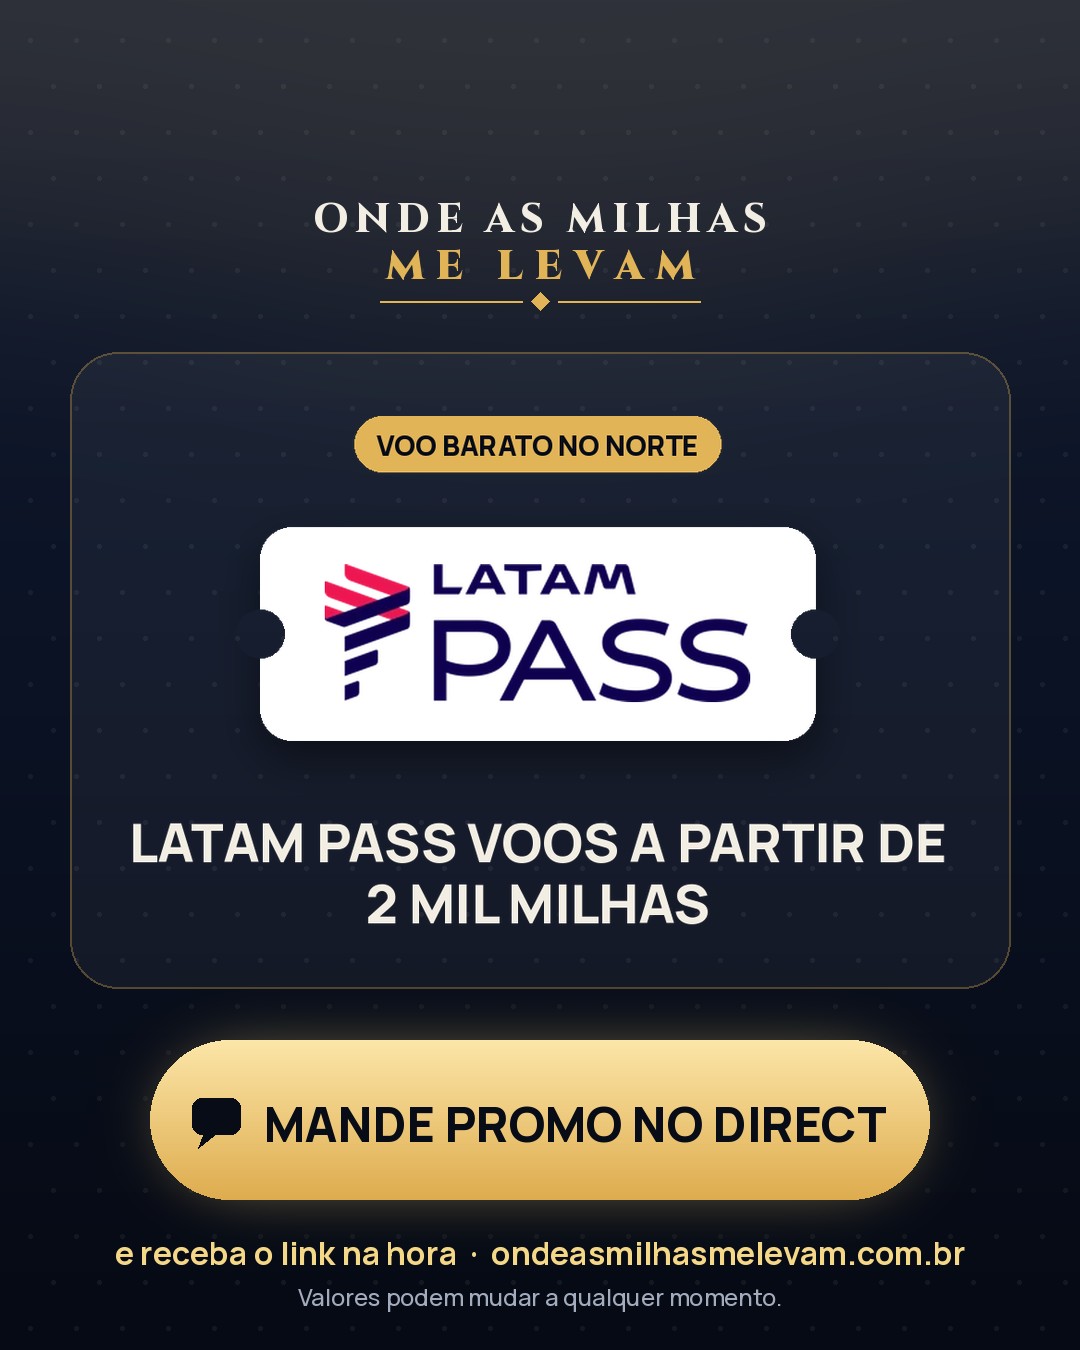 ONDE AS MILHAS
ME LEVAM
VOO BARATO NO NORTE
LATAM
PASS
LATAM PASS VOOS A PARTIR DE
2 MIL MILHAS
MANDE PROMO NO DIRECT
e receba o link na hora · ondeasmilhasmelevam.com.br
Valores podem mudar a qualquer momento.